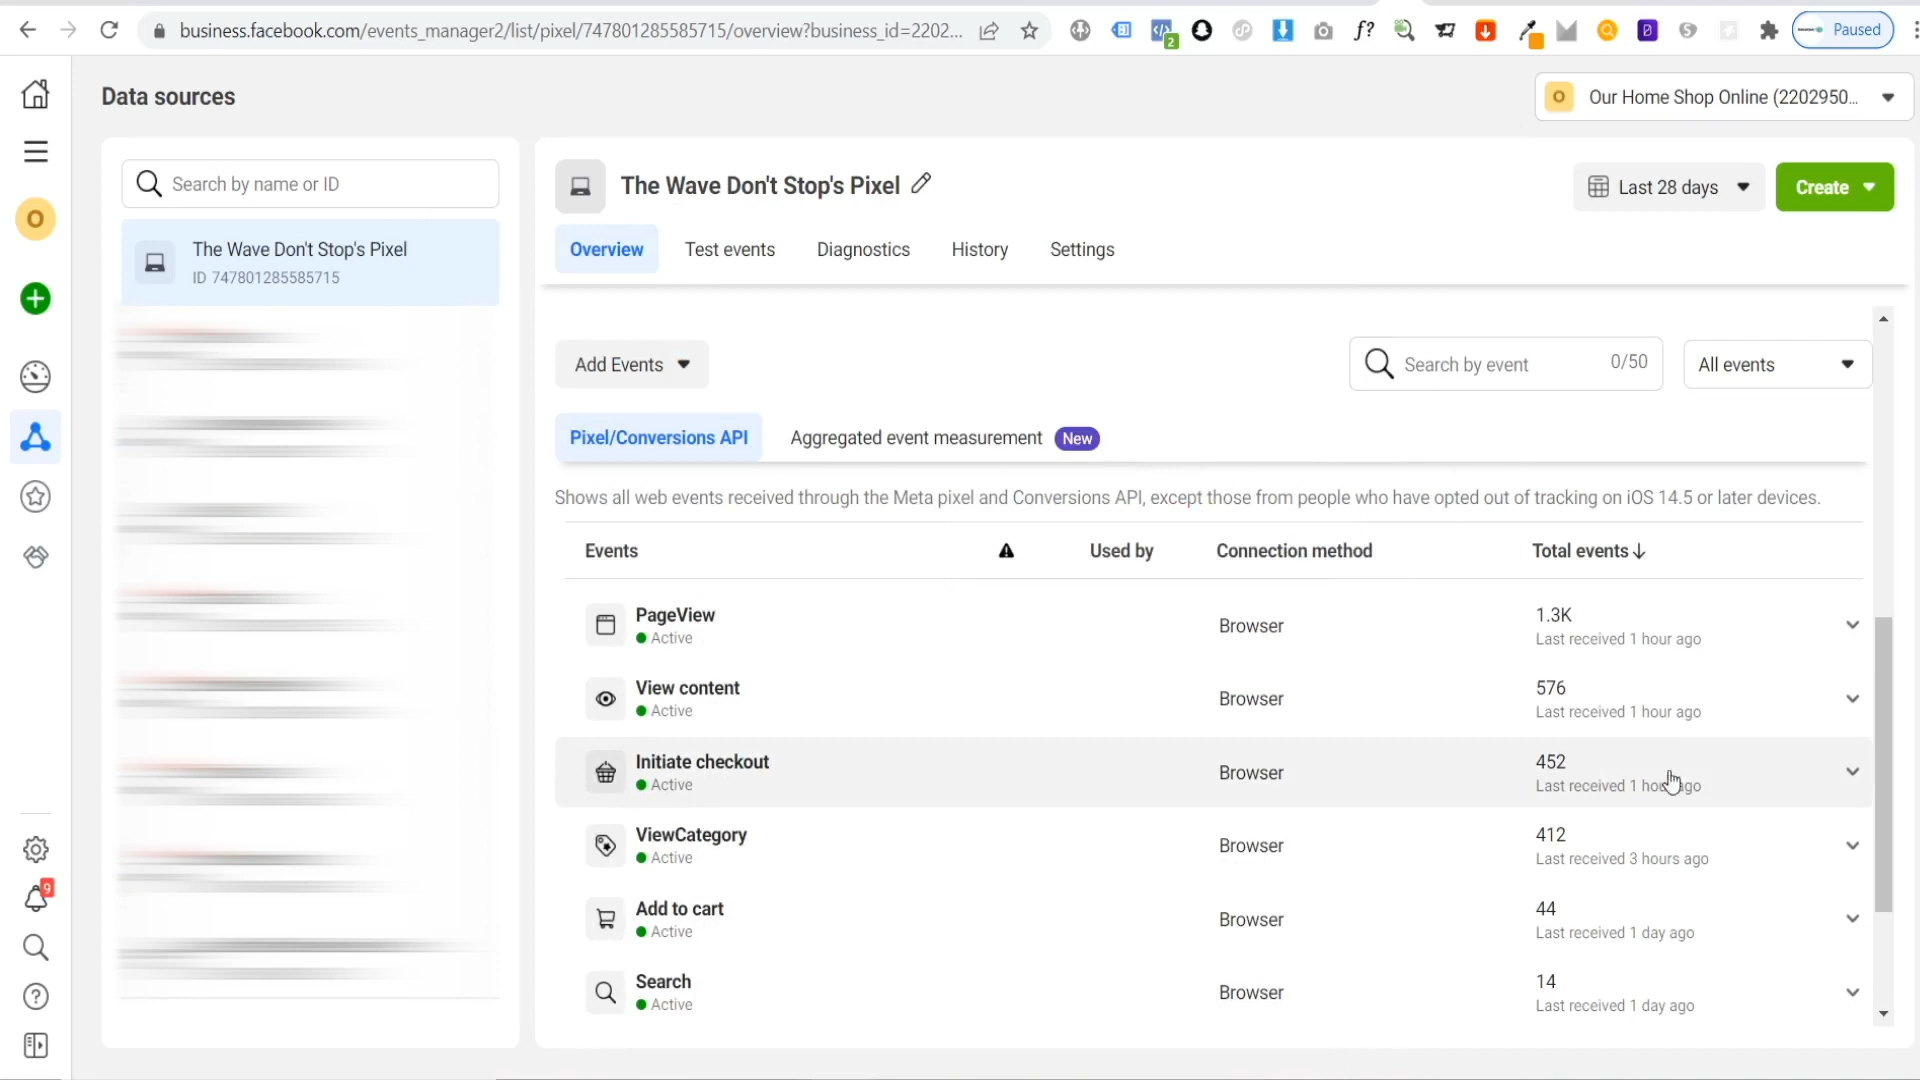 business.facebook.com/events_manager2/list/pixel/747801285585715/overview?business_id=2202...
2
f?
Paused
Data sources
O
Our Home Shop Online (2202950...
Search by name or ID
The Wave Don't Stop's Pixel
Last 28 days
Create
O
The Wave Don't Stop's Pixel
ID 747801285585715
Overview
Test events
Diagnostics
History
Settings
Add Events
Search by event
0/50
All events
Pixel/Conversions API
Aggregated event measurement
New
Shows all web events received through the Meta pixel and Conversions API, except those from people who have opted out of tracking on iOS 14.5 or later devices.
Events
Used by
Connection method
Total events
PageView
Active
Browser
1.3K
Last received 1 hour ago
View content
Active
Browser
576
Last received 1 hour ago
Initiate checkout
Active
Browser
452
Last received 1 hour ago
ViewCategory
Active
Browser
412
Last received 3 hours ago
Add to cart
Active
Browser
44
Last received 1 day ago
Search
Active
Browser
14
Last received 1 day ago
9